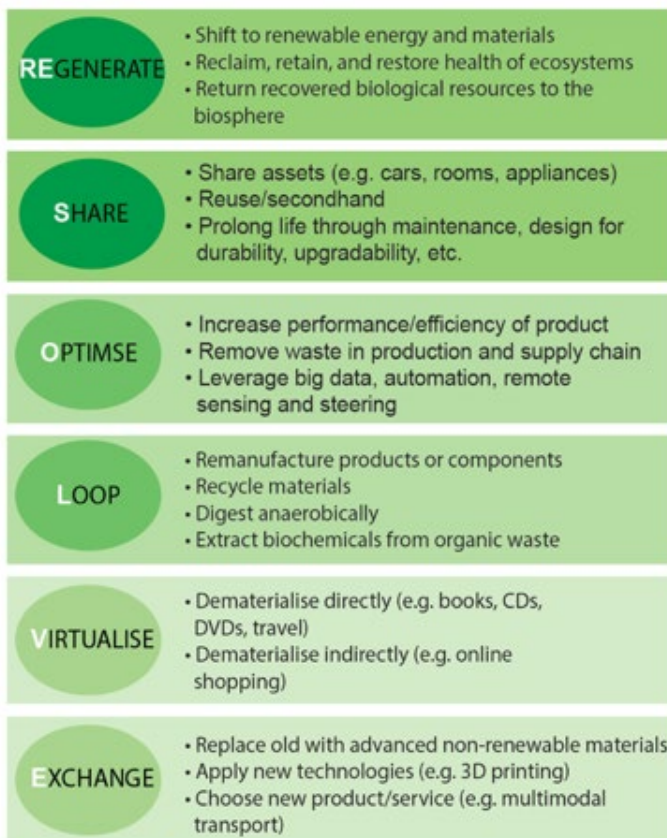 REGENERATE
• Shift to renewable energy and materials
• Reclaim, retain, and restore health of ecosystems
• Return recovered biological resources to the
biosphere
SHARE
• Share assets (e.g. cars, rooms, appliances)
• Reuse/secondhand
• Prolong life through maintenance, design for
durability, upgradability, etc.
OPTIMSE
• Increase performance/efficiency of product
• Remove waste in production and supply chain
• Leverage big data, automation, remote
sensing and steering
LOOP
• Remanufacture products or components
• Recycle materials
• Digest anaerobically
• Extract biochemicals from organic waste
VIRTUALISE
• Dematerialise directly (e.g. books, CDs,
DVDs, travel)
• Dematerialise indirectly (e.g. online
shopping)
EXCHANGE
• Replace old with advanced non-renewable materials
• Apply new technologies (e.g. 3D printing)
• Choose new product/service (e.g. multimodal
transport)